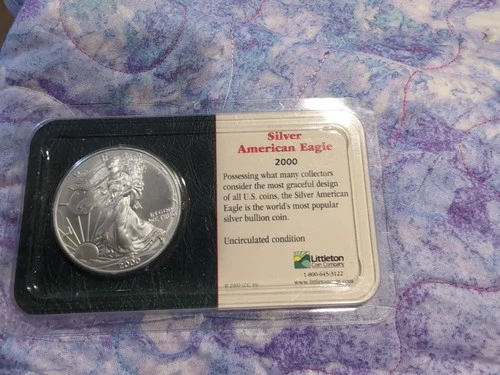 Silver
American Eagle
2000
Possessing what many collectors
consider the most graceful design
of all U.S. coins, the Silver American
Eagle is the world's most popular
silver bullion coin.
Uncirculated condition
Littleton
Coin Company
1-800-645-3122
2000